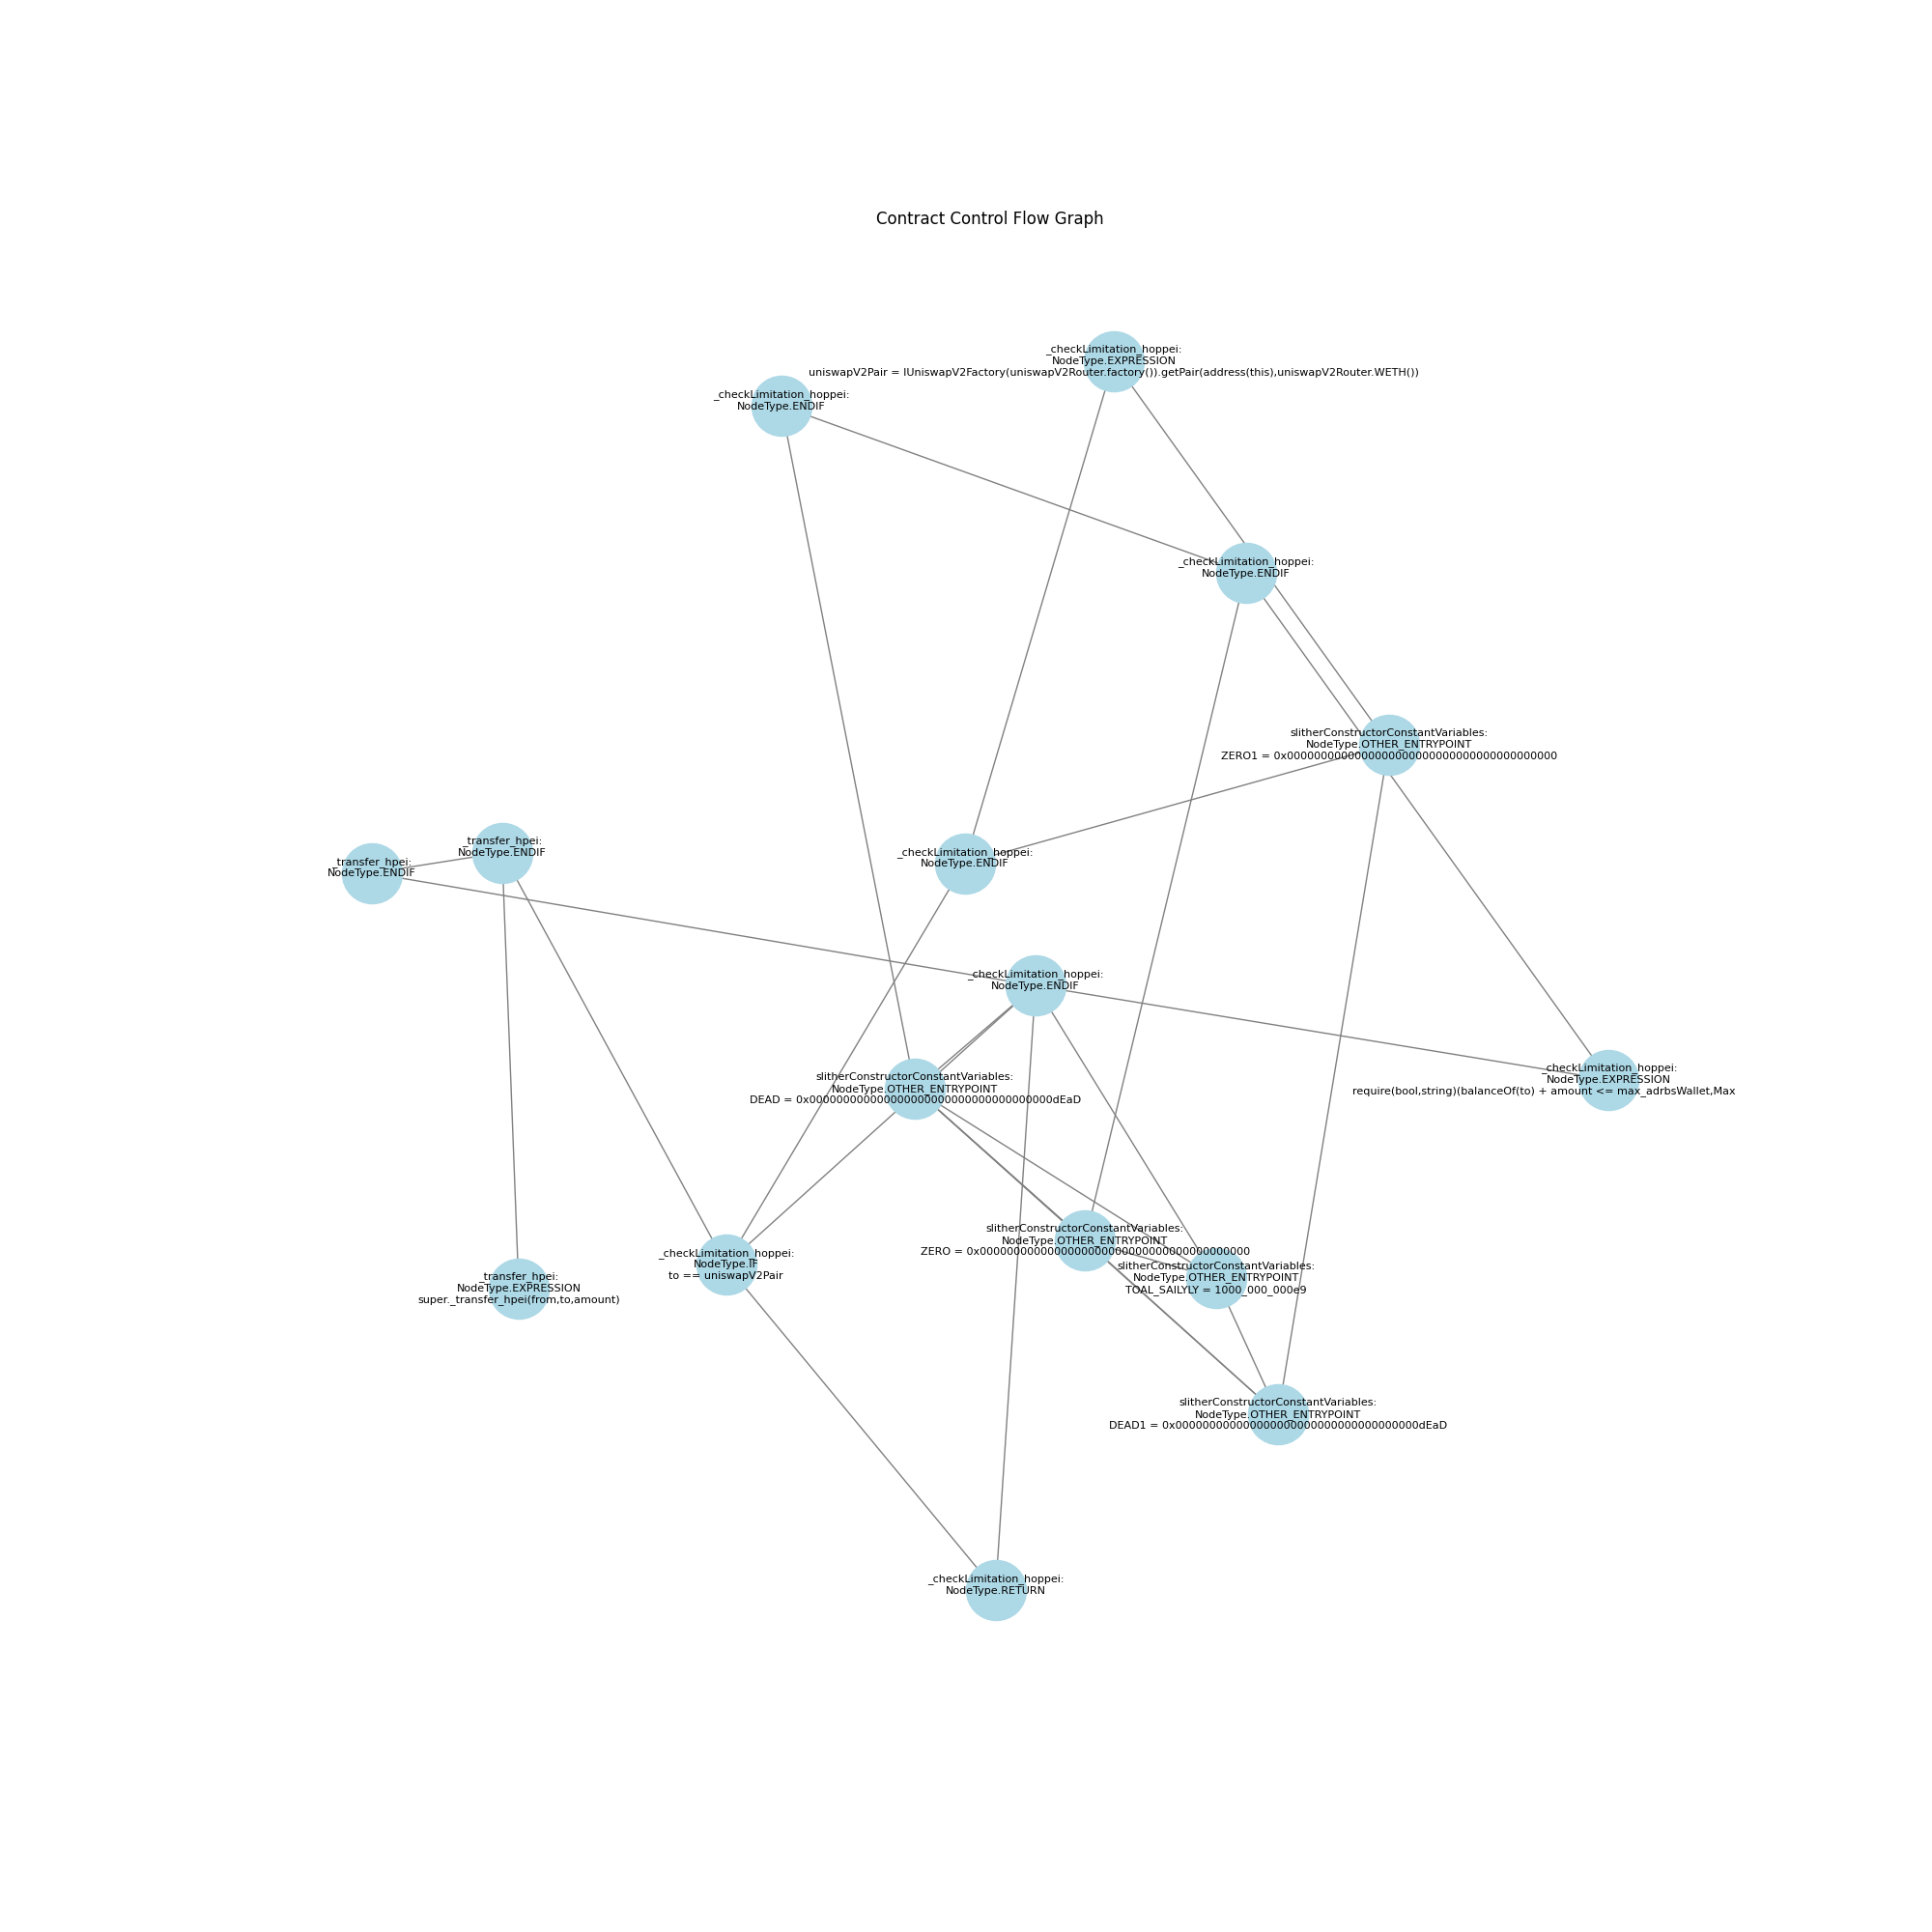 Contract Control Flow Graph
_checkLimitation_hoppei:
NodeType.EXPRESSION
uniswapV2Pair = IUniswapV2Factory(uniswapV2Router.factory()).getPair(address(this),uniswapV2Router.WETH())
_checkLimitation_hoppei:
NodeType.ENDIF
_checkLimitation_hoppei:
NodeType.ENDIF
slitherConstructorConstantVariables:
NodeType.OTHER_ENTRYPOINT
ZERO1 = 0x0000000000000000000000000000000000000000
_transfer_hpei:
NodeType.ENDIF
_transfer_hpei:
NodeType.ENDIF
_checkLimitation_hoppei:
NodeType.ENDIF
_checkLimitation_hoppei:
NodeType.ENDIF
slitherConstructorConstantVariables:
NodeType.OTHER_ENTRYPOINT
DEAD = 0x000000000000000000000000000000000000dEaD
_checkLimitation_hoppei:
NodeType.EXPRESSION
require(bool,string)(balanceOf(to) + amount <= max_adrbsWallet,Max
slitherConstructorConstantVariables:
NodeType.OTHER_ENTRYPOINT
ZERO = 0x0000000000000000000000000000000000000000
_checkLimitation_hoppei:
NodeType.IF
to == uniswapV2Pair
slitherConstructorConstantVariables:
NodeType.OTHER_ENTRYPOINT
TOAL_SAILYLY = 1000_000_000e9
_transfer_hpei:
NodeType.EXPRESSION
super._transfer_hpei(from,to,amount)
slitherConstructorConstantVariables:
NodeType.OTHER_ENTRYPOINT
DEAD1 = 0x000000000000000000000000000000000000dEaD
_checkLimitation_hoppei:
NodeType.RETURN